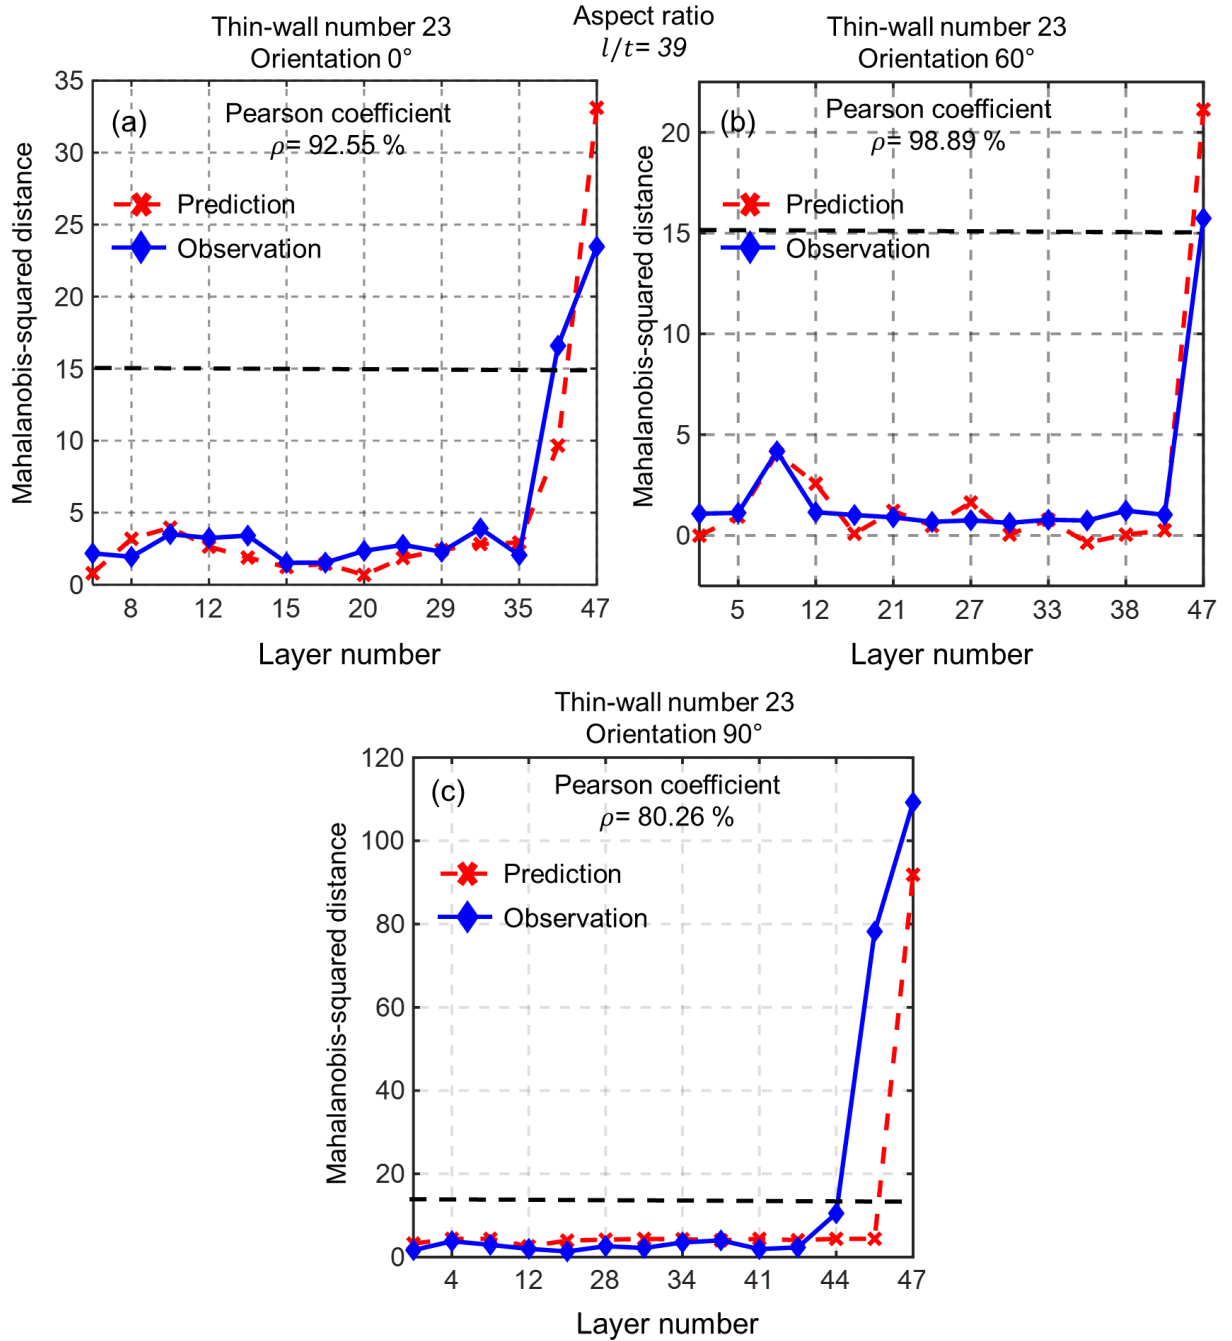 Thin-wall number 23
Orientation 0°
Aspect ratio
l/t= 39
Thin-wall number 23
Orientation 60°
(a)
Pearson coefficient
ρ= 92.55 %
Prediction
Observation
Mahalanobis-squared distance
35
30
25
20
15
10
5
0
8
12
15
20
29
35
47
Layer number
(b)
Pearson coefficient
ρ= 98.89 %
Prediction
Observation
Mahalanobis-squared distance
20
15
10
5
0
5
12
21
27
33
38
47
Layer number
Thin-wall number 23
Orientation 90°
(c)
Pearson coefficient
ρ= 80.26 %
Prediction
Observation
Mahalanobis-squared distance
120
100
80
60
40
20
0
4
12
28
34
41
44
47
Layer number